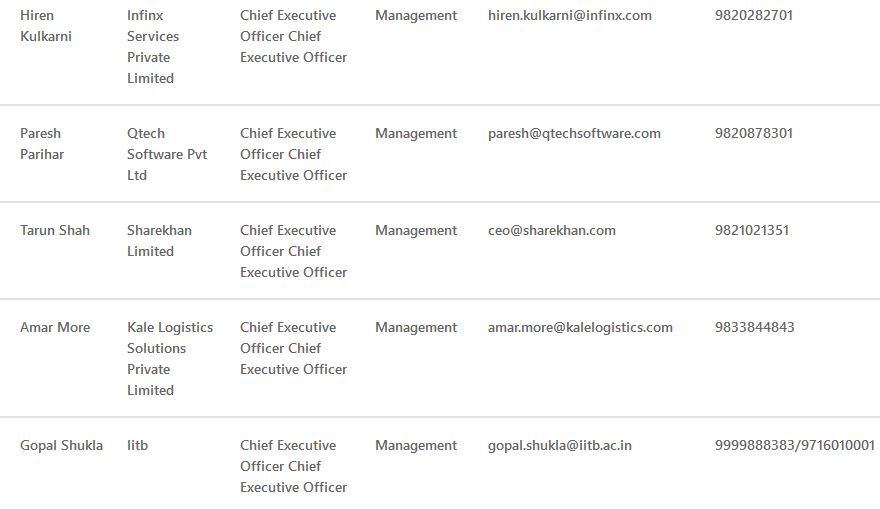 Hiren Kulkarni Infinx Services Private Limited Chief Executive Officer Chief Executive Officer Management hiren.kulkarni@infinx.com 9820282701
Paresh Parihar Qtech Software Pvt Ltd Chief Executive Officer Chief Executive Officer Management paresh@qtechsoftware.com 9820878301
Tarun Shah Sharekhan Limited Chief Executive Officer Chief Executive Officer Management ceo@sharekhan.com 9821021351
Amar More Kale Logistics Solutions Private Limited Chief Executive Officer Chief Executive Officer Management amar.more@kalelogistics.com 9833844843
Gopal Shukla Iitb Chief Executive Officer Chief Executive Officer Management gopal.shukla@iitb.ac.in 9999888383/9716010001